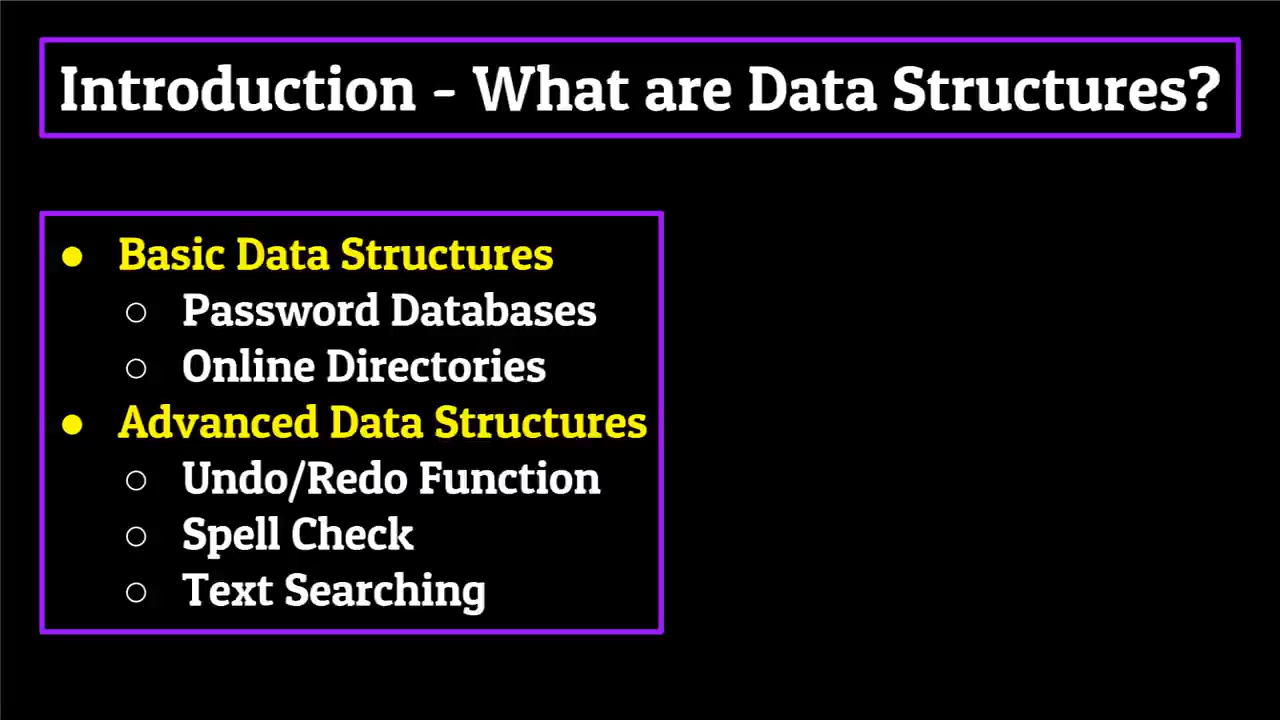 Introduction - What are Data Structures?
● Basic Data Structures
○ Password Databases
○ Online Directories
● Advanced Data Structures
○ Undo/Redo Function
○ Spell Check
○ Text Searching